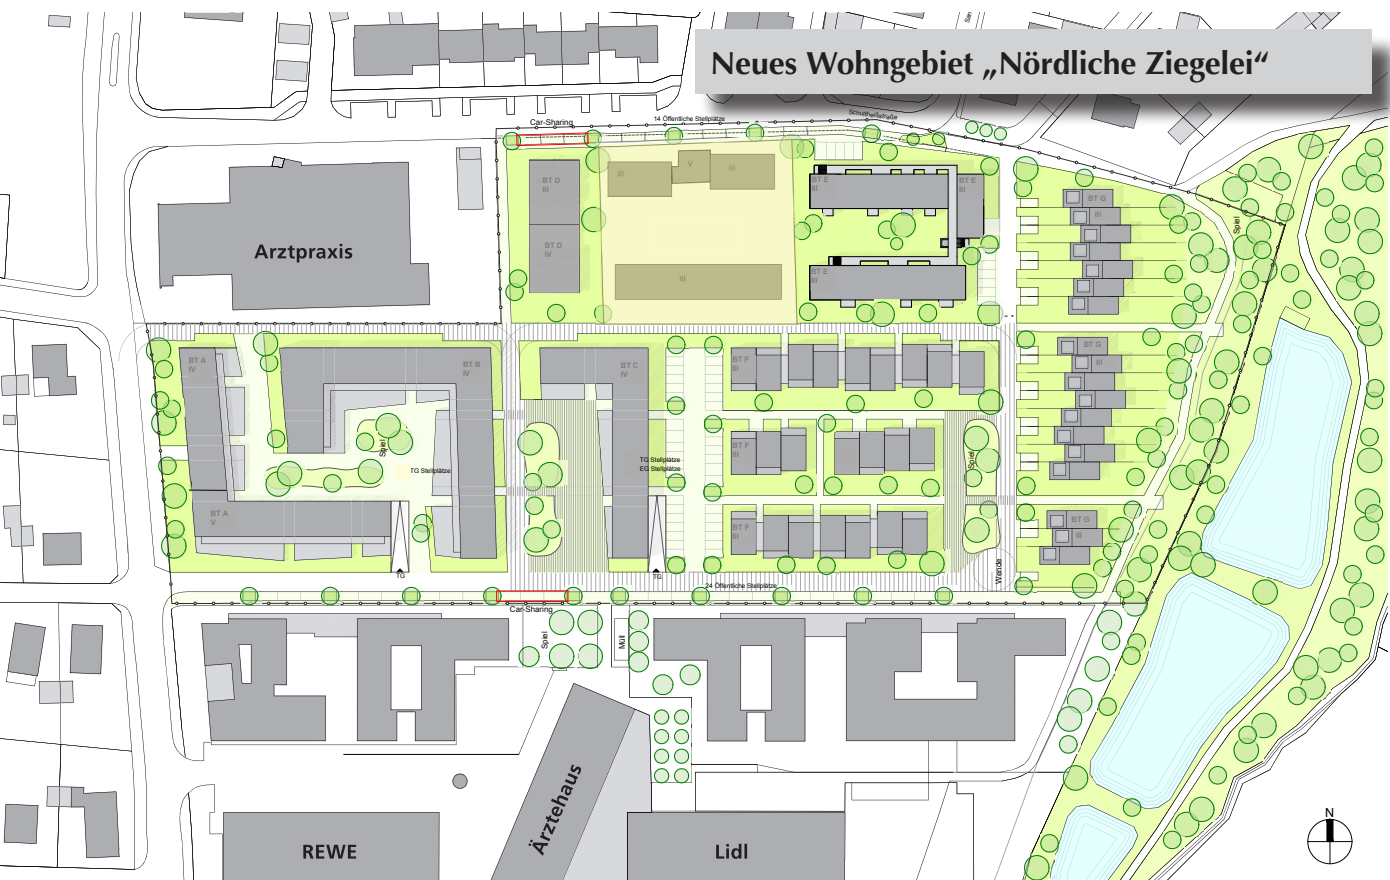 Neues Wohngebiet „Nördliche Ziegelei“
Car-Sharing
14 Öffentliche Stellplätze
Schultheißstraße
Arztpraxis
BT D
III
BT D
IV
III
V
III
III
BT E
III
BT E
III
BT E
III
BT G
III
Spiel
BT A
IV
BT B
IV
BT C
IV
BT F
III
BT G
III
Spiel
TG Stellplätze
TG Stellplätze
EG Stellplätze
BT F
III
Spiel
BT A
V
BT F
III
BT G
III
TG
TG
Wende
24 Öffentliche Stellplätze
Car-Sharing
Spiel
Müll
Ärztehaus
REWE
Lidl
N